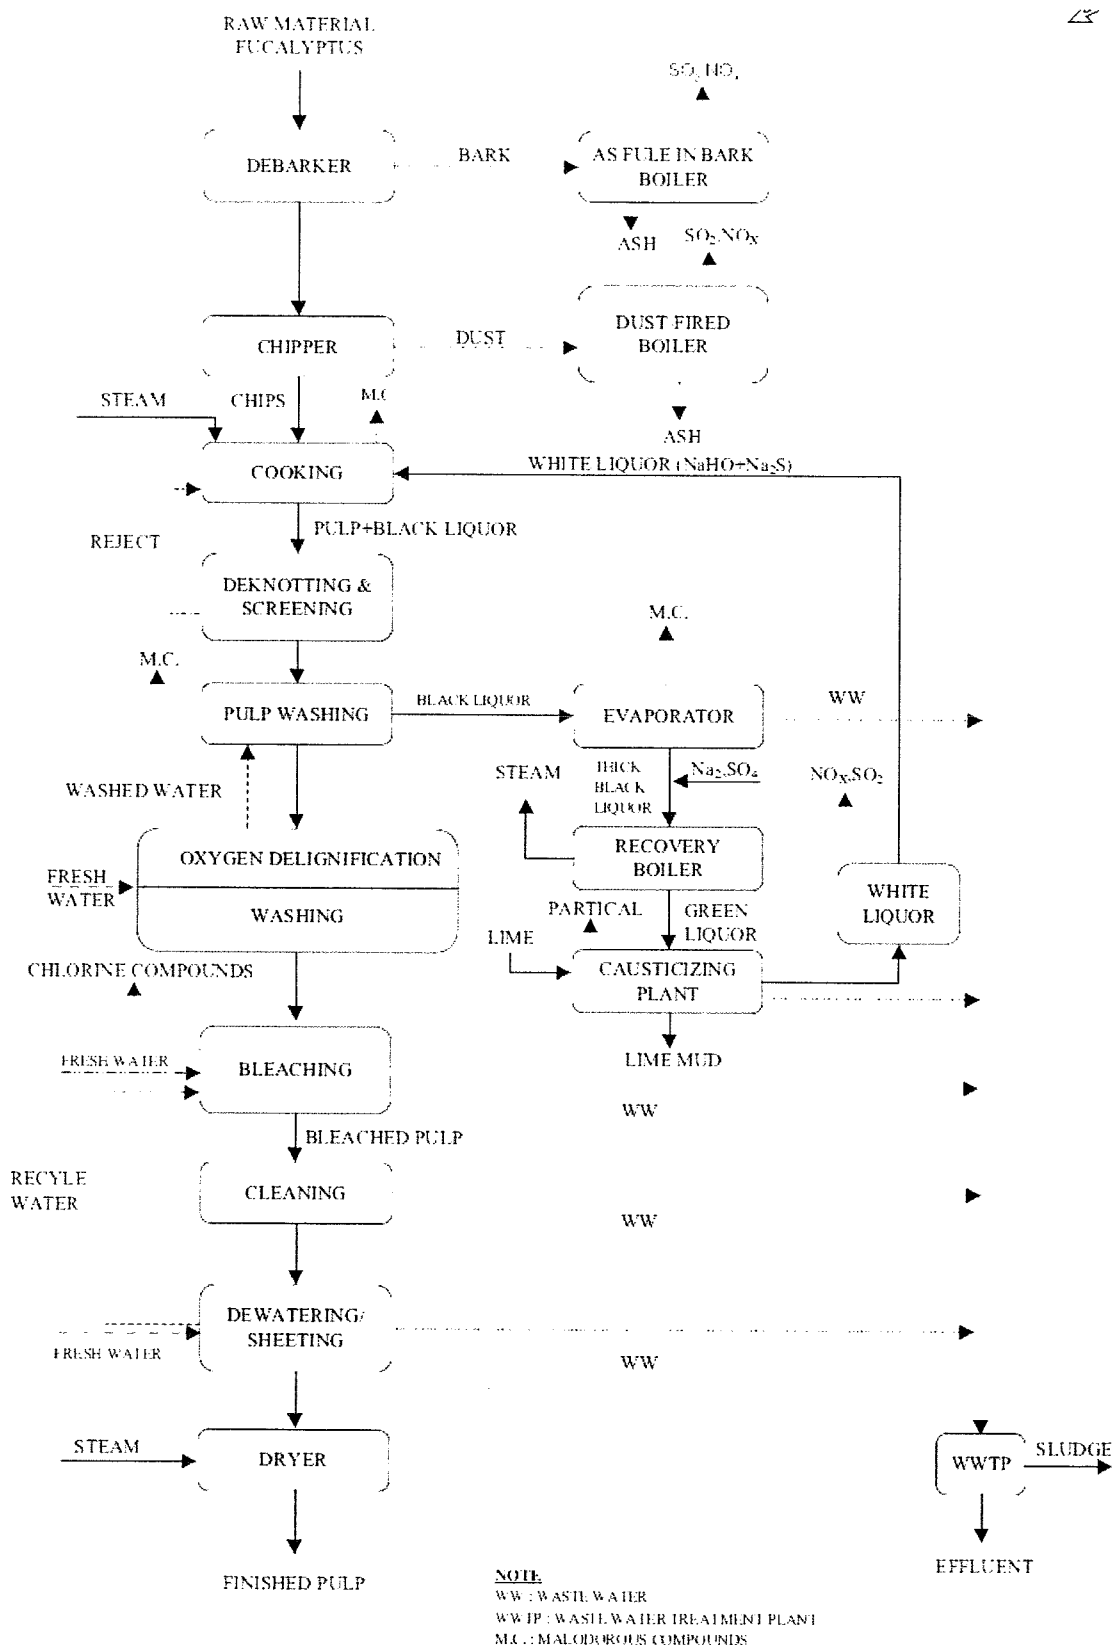 RAW MATERIAL
FUCALYPTUS
SO₂ NOₓ
DEBARKER
BARK
AS FULE IN BARK
BOILER
ASH
SO₂.NOₓ
CHIPPER
DUST
DUST-FIRED
BOILER
STEAM
CHIPS
M.C
ASH
WHITE LIQUOR (NaHO+Na₂S)
COOKING
PULP+BLACK LIQUOR
REJECT
DEKNOTTING &
SCREENING
M.C.
M.C.
PULP WASHING
BLACK LIQUOR
EVAPORATOR
WW
WASHED WATER
STEAM
THICK
BLACK
LIQUOR
Na₂.SO₄
NOₓ.SO₂
OXYGEN DELIGNIFICATION
RECOVERY
BOILER
FRESH
WATER
WASHING
WHITE
LIQUOR
PARTICAL
GREEN
LIQUOR
LIME
CHLORINE COMPOUNDS
CAUSTICIZING
PLANT
LIME MUD
FRESH WATER
BLEACHING
WW
BLEACHED PULP
RECYLE
WATER
CLEANING
WW
DEWATERING/
SHEETING
FRESH WATER
WW
STEAM
DRYER
WWTP
SLUDGE
FINISHED PULP
EFFLUENT
NOTE
WW : WASTE WATER
WWTP : WASTE WATER TREATMENT PLANT
M.C. : MALODOROUS COMPOUNDS